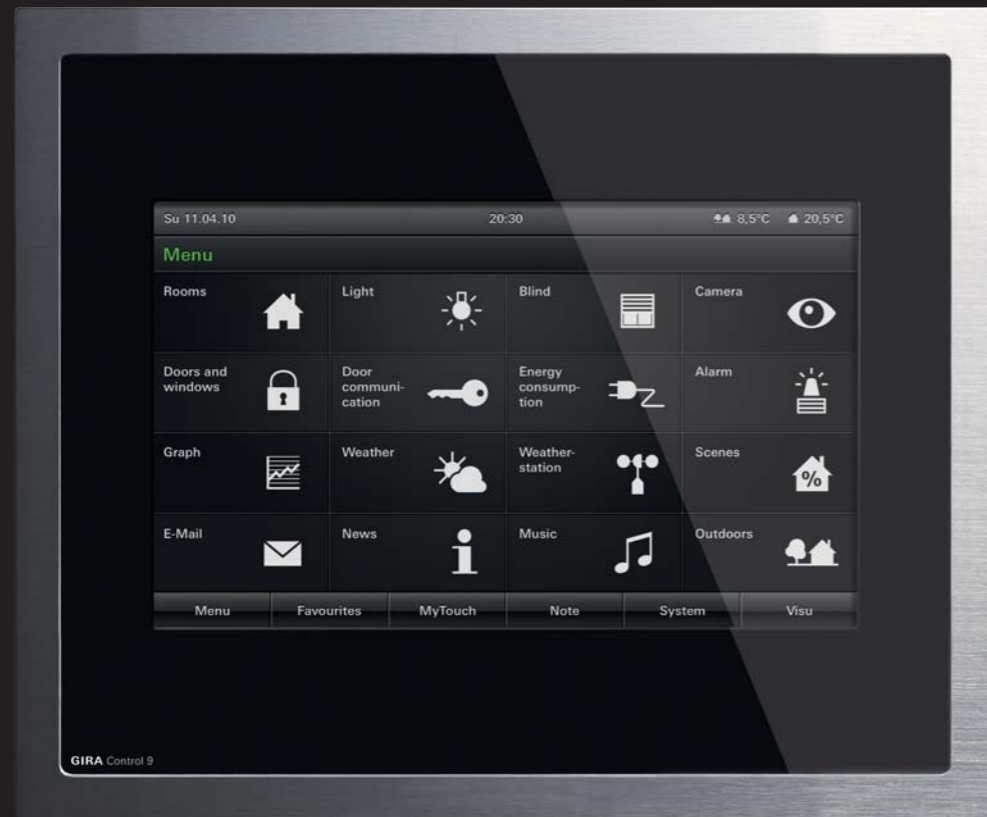 Su 11.04.10 20:30 8,5°C 20,5°C
Menu
Rooms Light Blind Camera
Doors and
windows
Door
communi-
cation
Energy
consump-
tion
Alarm
Graph Weather Weather-
station
Scenes
%
E-Mail News Music Outdoors
Menu Favourites MyTouch Note System Visu
GIRA Control 9